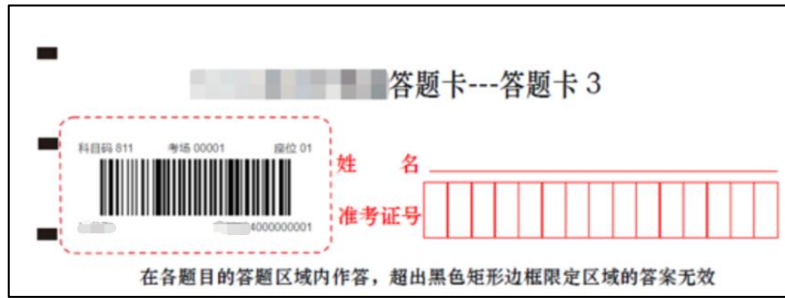 答题卡---答题卡 3
科目码 811 考场 00001 座位 01
4000000001
姓 名
准考证号
在各题目的答题区域内作答，超出黑色矩形边框限定区域的答案无效